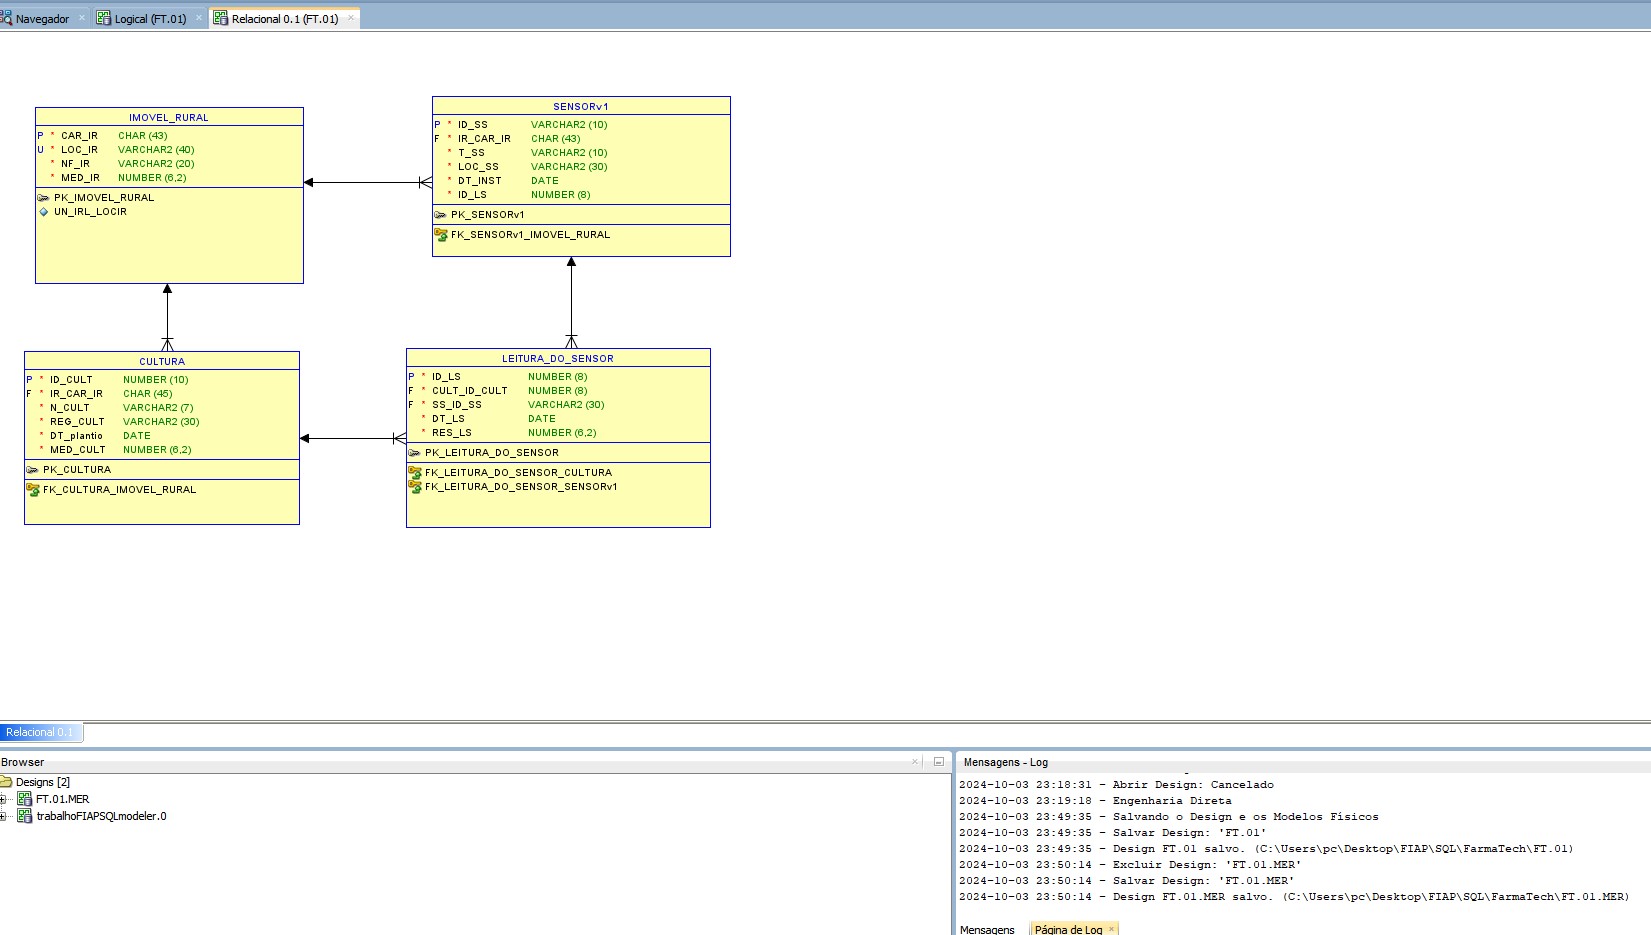 Navegador
Logical (FT.01)
Relacional 0.1 (FT.01)
IMOVEL_RURAL
P * CAR_IR CHAR (43)
U * LOC_IR VARCHAR2 (40)
* NF_IR VARCHAR2 (20)
* MED_IR NUMBER (6,2)
PK_IMOVEL_RURAL
UN_IRL_LOCIR
SENSORv1
P * ID_SS VARCHAR2 (10)
F * IR_CAR_IR CHAR (43)
* T_SS VARCHAR2 (10)
* LOC_SS VARCHAR2 (30)
* DT_INST DATE
* ID_LS NUMBER (8)
PK_SENSORv1
FK_SENSORv1_IMOVEL_RURAL
CULTURA
P * ID_CULT NUMBER (10)
F * IR_CAR_IR CHAR (45)
* N_CULT VARCHAR2 (7)
* REG_CULT VARCHAR2 (30)
* DT_plantio DATE
* MED_CULT NUMBER (6,2)
PK_CULTURA
FK_CULTURA_IMOVEL_RURAL
LEITURA_DO_SENSOR
P * ID_LS NUMBER (8)
F * CULT_ID_CULT NUMBER (8)
F * SS_ID_SS VARCHAR2 (30)
* DT_LS DATE
* RES_LS NUMBER (6,2)
PK_LEITURA_DO_SENSOR
FK_LEITURA_DO_SENSOR_CULTURA
FK_LEITURA_DO_SENSOR_SENSORv1
Relacional 0.1
Browser
Designs [2]
FT.01.MER
trabalhoFIAPSQLmodeler.0
Mensagens - Log
2024-10-03 23:18:31 - Abrir Design: Cancelado
2024-10-03 23:19:18 - Engenharia Direta
2024-10-03 23:49:35 - Salvando o Design e os Modelos Físicos
2024-10-03 23:49:35 - Salvar Design: 'FT.01'
2024-10-03 23:49:35 - Design FT.01 salvo. (C:\Users\pc\Desktop\FIAP\SQL\FarmaTech\FT.01)
2024-10-03 23:50:14 - Excluir Design: 'FT.01.MER'
2024-10-03 23:50:14 - Salvar Design: 'FT.01.MER'
2024-10-03 23:50:14 - Design FT.01.MER salvo. (C:\Users\pc\Desktop\FIAP\SQL\FarmaTech\FT.01.MER)
Mensagens
Página de Log